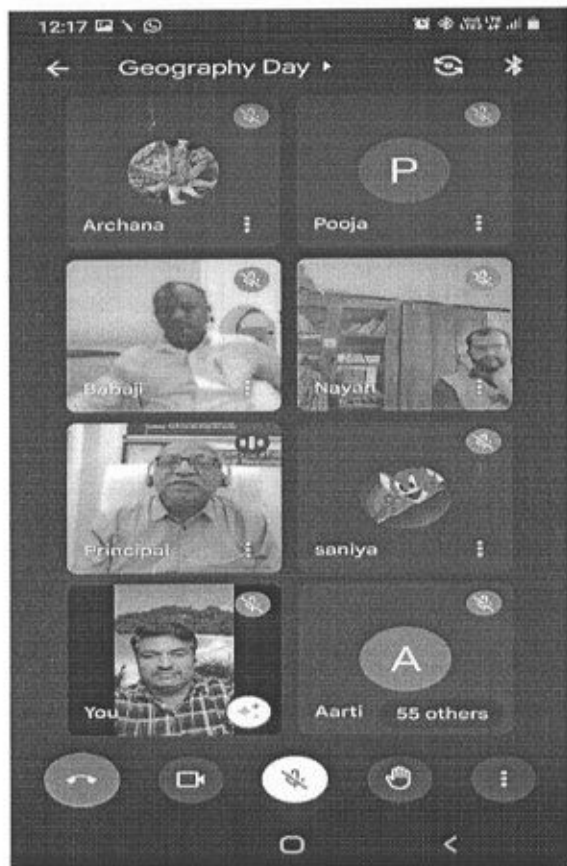 12:17
Geography Day
Archana
P
Pooja
Babaji
Nayan
Principal
saniya
You
A
Aarti 55 others